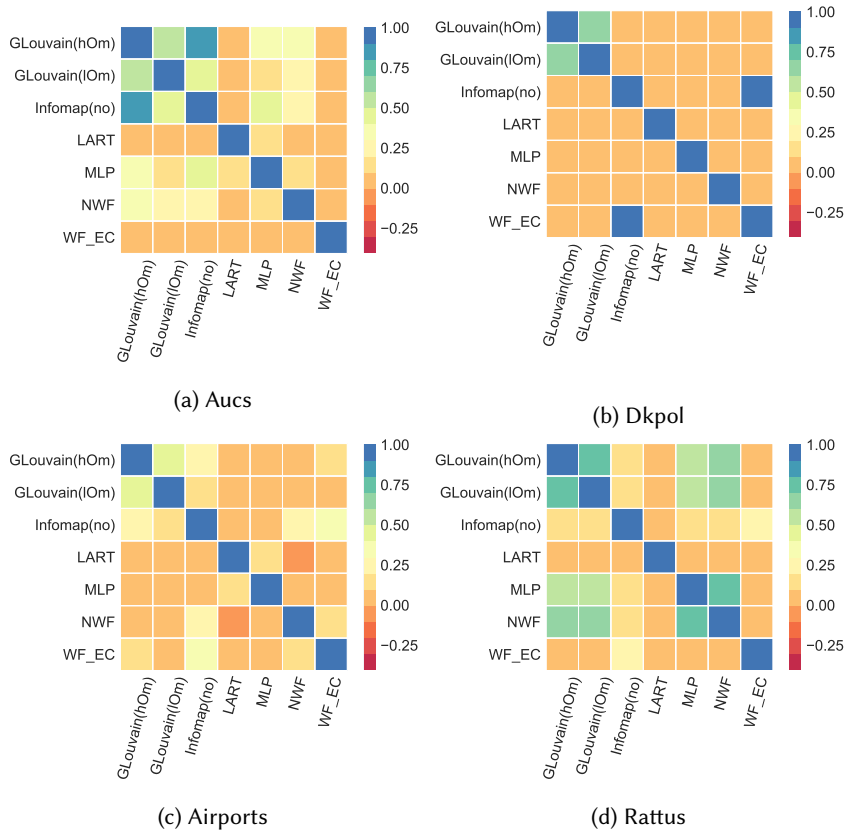 GLouvain(hOm)
GLouvain(lOm)
Infomap(no)
LART
MLP
NWF
WF_EC
GLouvain(hOm)
GLouvain(lOm)
Infomap(no)
LART
MLP
NWF
WF_EC
1.00
0.75
0.50
0.25
0.00
−0.25
(a) Aucs
GLouvain(hOm)
GLouvain(lOm)
Infomap(no)
LART
MLP
NWF
WF_EC
GLouvain(hOm)
GLouvain(lOm)
Infomap(no)
LART
MLP
NWF
WF_EC
1.00
0.75
0.50
0.25
0.00
−0.25
(b) Dkpol
GLouvain(hOm)
GLouvain(lOm)
Infomap(no)
LART
MLP
NWF
WF_EC
GLouvain(hOm)
GLouvain(lOm)
Infomap(no)
LART
MLP
NWF
WF_EC
1.00
0.75
0.50
0.25
0.00
−0.25
(c) Airports
GLouvain(hOm)
GLouvain(lOm)
Infomap(no)
LART
MLP
NWF
WF_EC
GLouvain(hOm)
GLouvain(lOm)
Infomap(no)
LART
MLP
NWF
WF_EC
1.00
0.75
0.50
0.25
0.00
−0.25
(d) Rattus